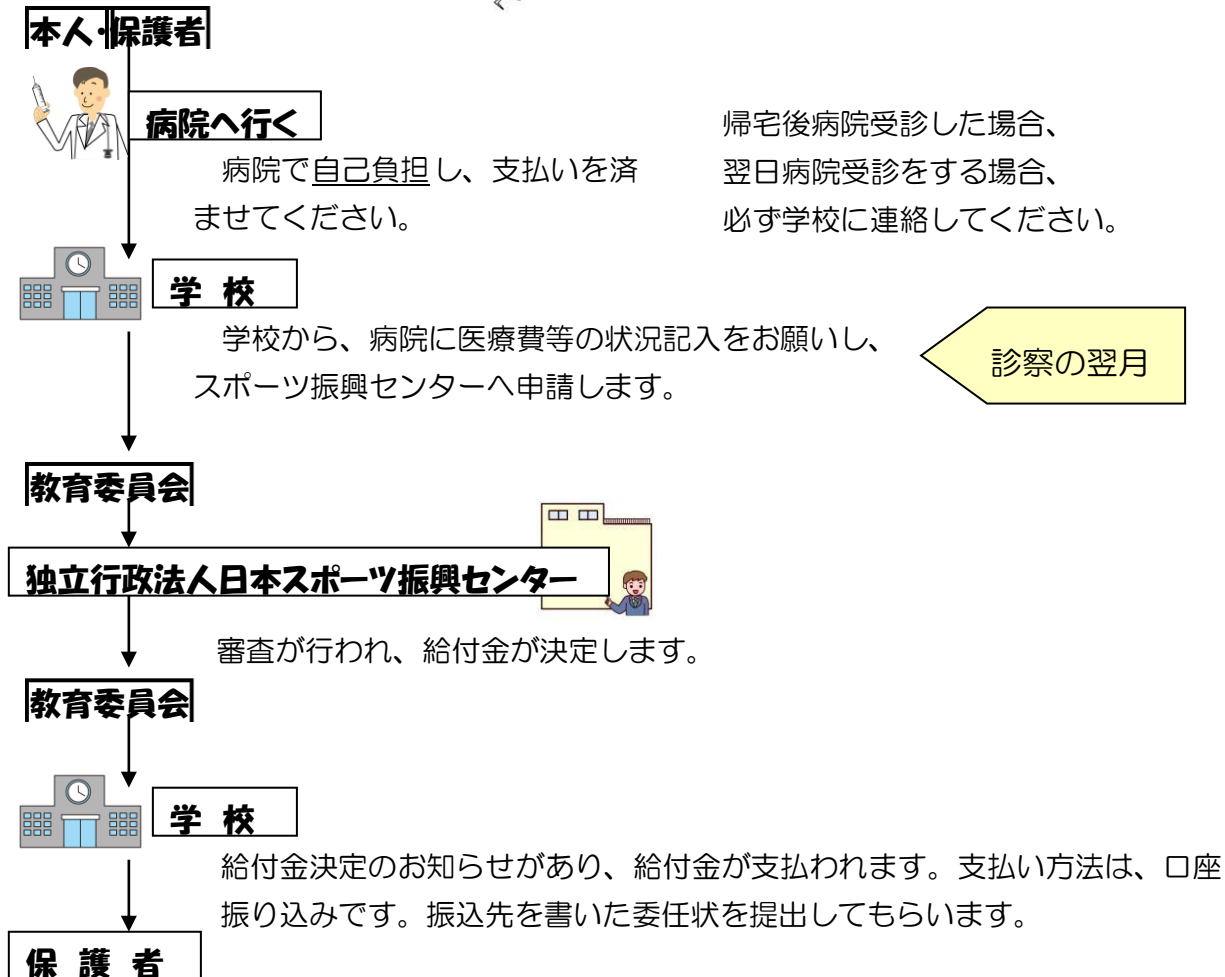 本人・保護者
病院へ行く
病院で自己負担し、支払いを済
ませてください。
帰宅後病院受診した場合、
翌日病院受診をする場合、
必ず学校に連絡してください。
学 校
学校から、病院に医療費等の状況記入をお願いし、
スポーツ振興センターへ申請します。
診察の翌月
教育委員会
独立行政法人日本スポーツ振興センター
審査が行われ、給付金が決定します。
教育委員会
学 校
給付金決定のお知らせがあり、給付金が支払われます。支払い方法は、口座
振り込みです。振込先を書いた委任状を提出してもらいます。
保 護 者